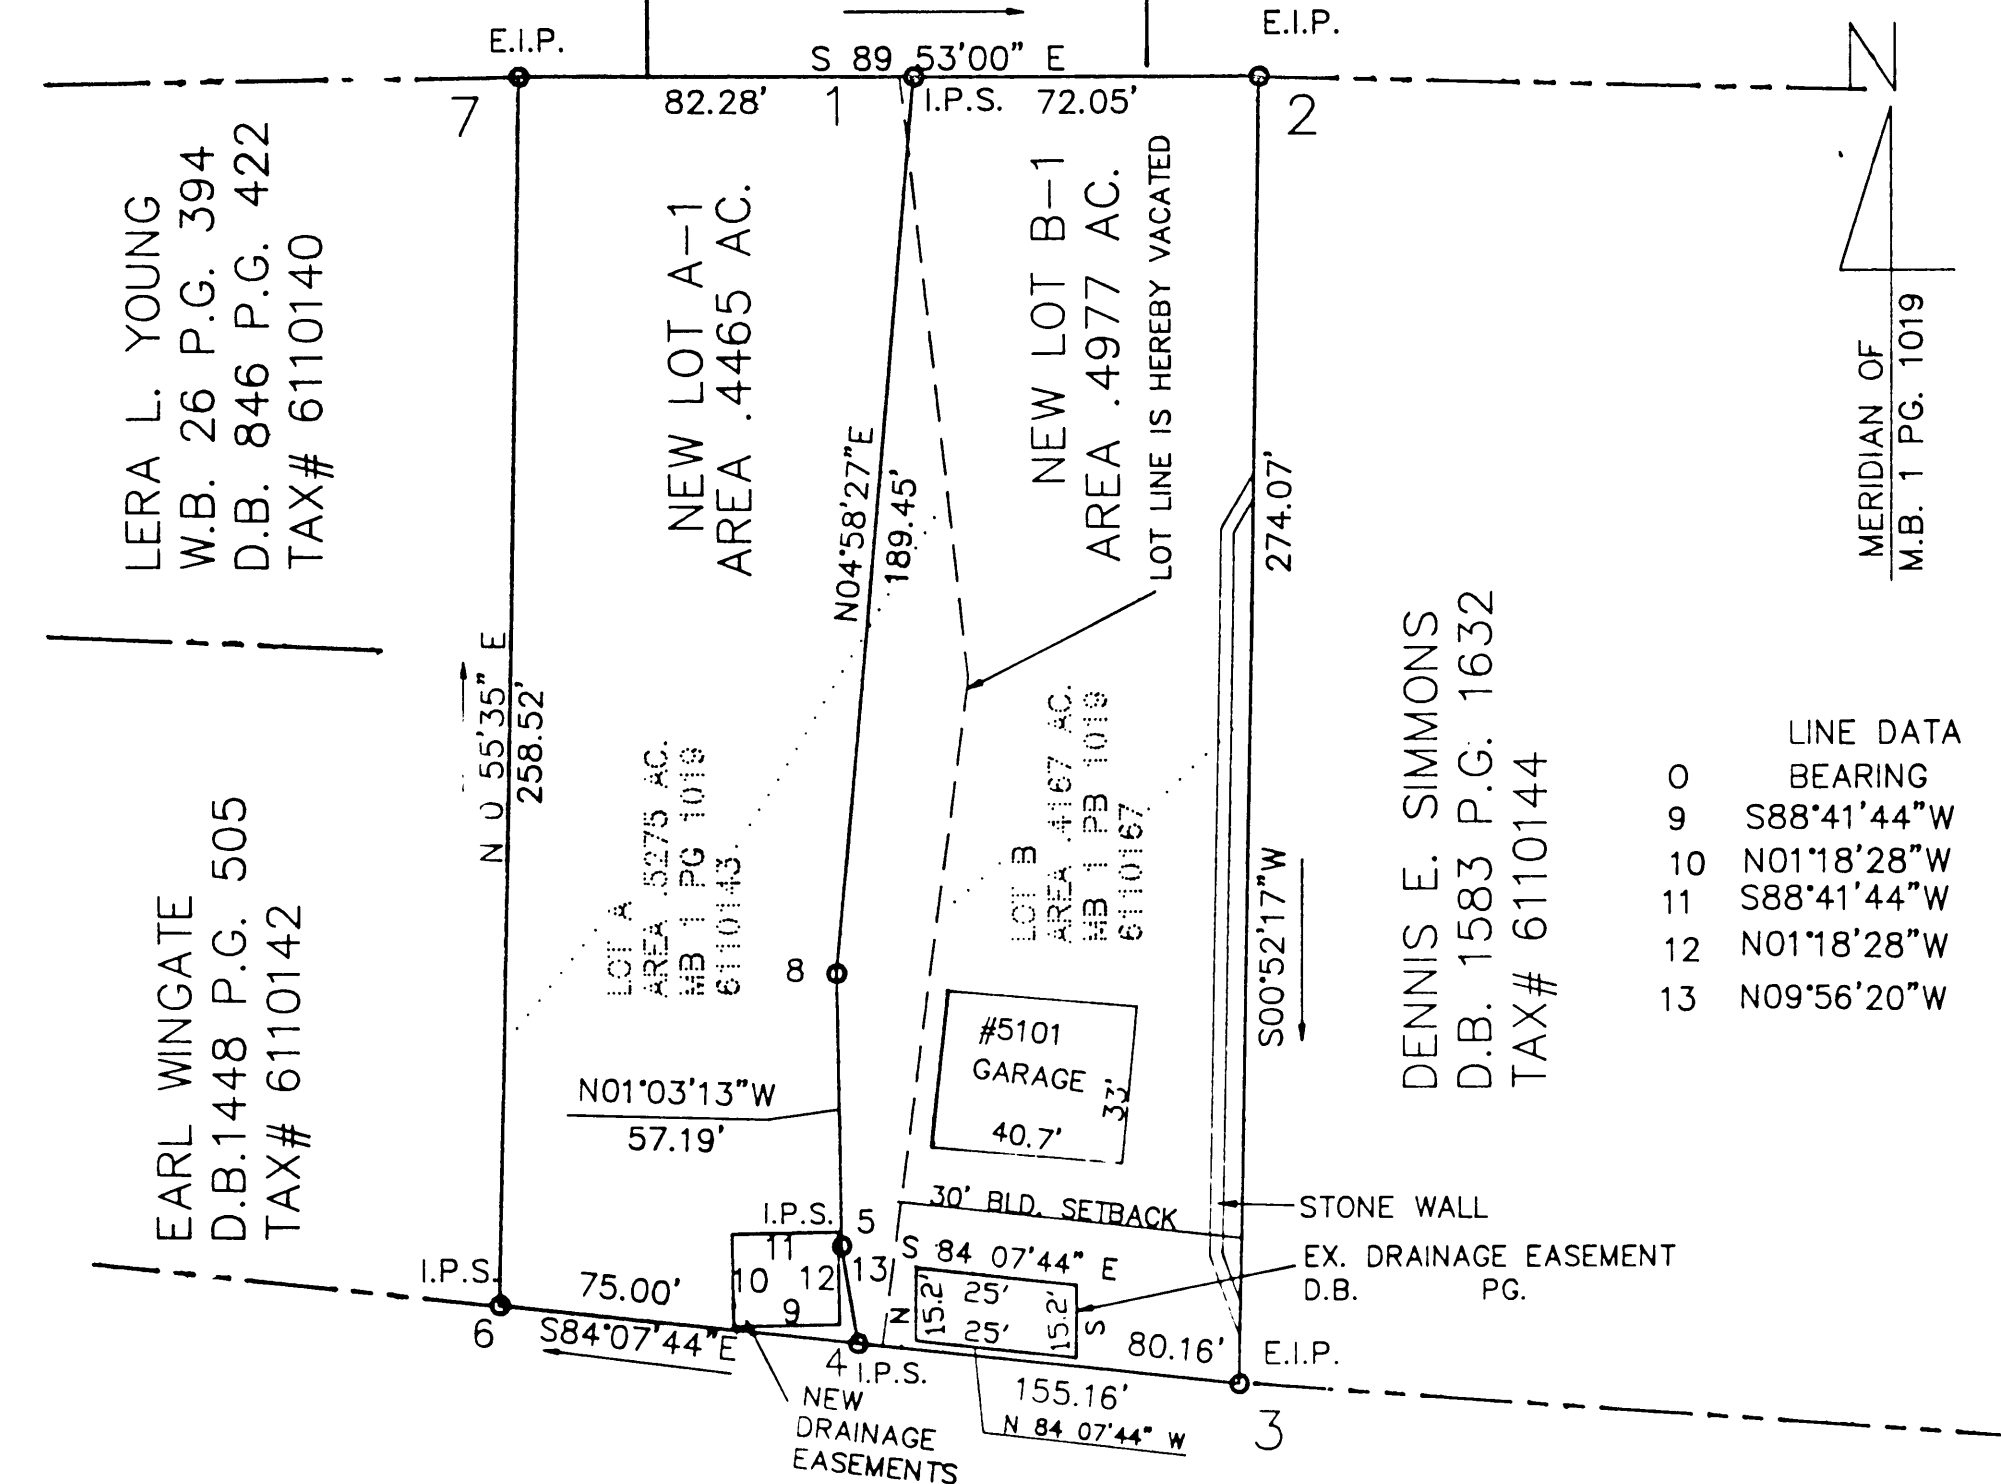 E.I.P.
S 89 53'00" E
E.I.P.
N
7
82.28'
1
I.P.S.
72.05'
2
LERA L. YOUNG
W.B. 26 P.G. 394
D.B. 846 P.G. 422
TAX# 6110140
NEW LOT A-1
AREA .4465 AC.
NEW LOT B-1
AREA .4977 AC.
LOT LINE IS HEREBY VACATED
MERIDIAN OF
M.B. 1 PG. 1019
N04°58'27"E
189.45'
274.07'
N 0 55'35" E
258.52'
LOT A
AREA .5275 AC.
MB 1 PG 1019
6110143
LOT B
AREA .4167 AC.
MB 1 PB 1019
6110167
S00°52'17"W
EARL WINGATE
D.B.1448 P.G. 505
TAX# 6110142
DENNIS E. SIMMONS
D.B. 1583 P.G. 1632
TAX# 6110144
LINE DATA
0 BEARING
9 S88°41'44"W
10 N01°18'28"W
11 S88°41'44"W
12 N01°18'28"W
13 N09°56'20"W
8
#5101
GARAGE
33'
40.7'
N01°03'13"W
57.19'
30' BLD. SETBACK
STONE WALL
I.P.S.
5
11
10
12
9
13
S 84 07'44" E
N
15.2'
25'
25'
15.2'
S
EX. DRAINAGE EASEMENT
D.B. PG.
I.P.S.
75.00'
6
S84°07'44"E
4
I.P.S.
80.16'
E.I.P.
155.16'
N 84 07'44" W
3
NEW
DRAINAGE
EASEMENTS